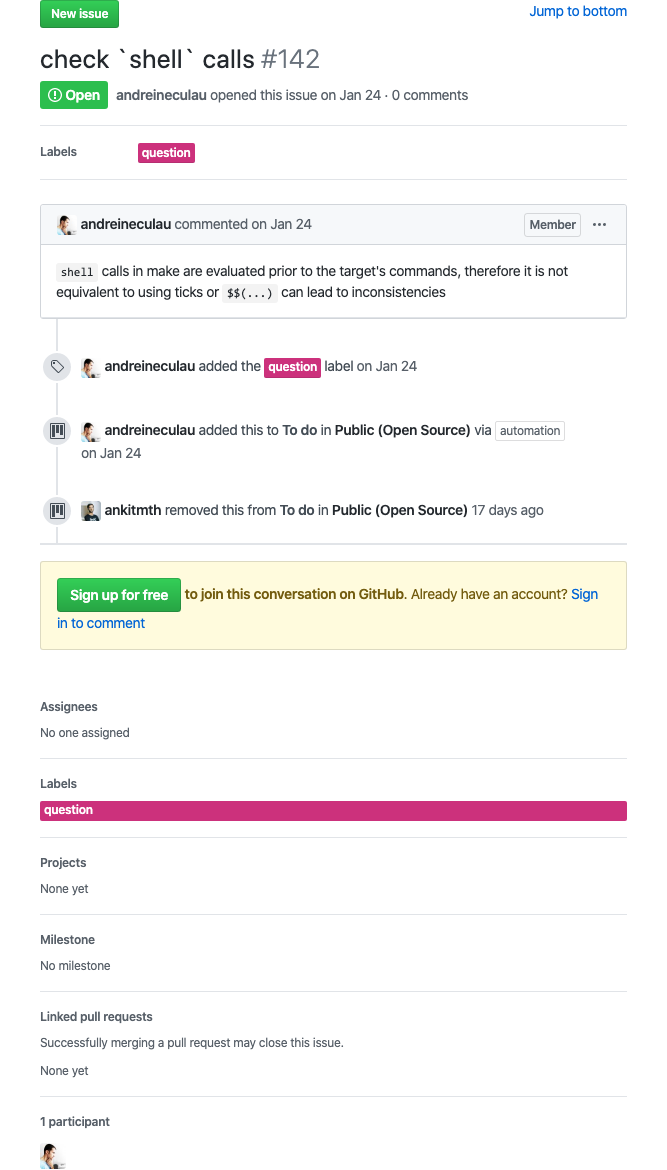 New issue
Jump to bottom
check `shell` calls #142
Open andreineculau opened this issue on Jan 24 · 0 comments
Labels question
andreineculau commented on Jan 24 Member ···
shell calls in make are evaluated prior to the target's commands, therefore it is not
equivalent to using ticks or $$(...) can lead to inconsistencies
andreineculau added the question label on Jan 24
andreineculau added this to To do in Public (Open Source) via automation
on Jan 24
ankitmth removed this from To do in Public (Open Source) 17 days ago
Sign up for free to join this conversation on GitHub. Already have an account? Sign
in to comment
Assignees
No one assigned
Labels
question
Projects
None yet
Milestone
No milestone
Linked pull requests
Successfully merging a pull request may close this issue.
None yet
1 participant